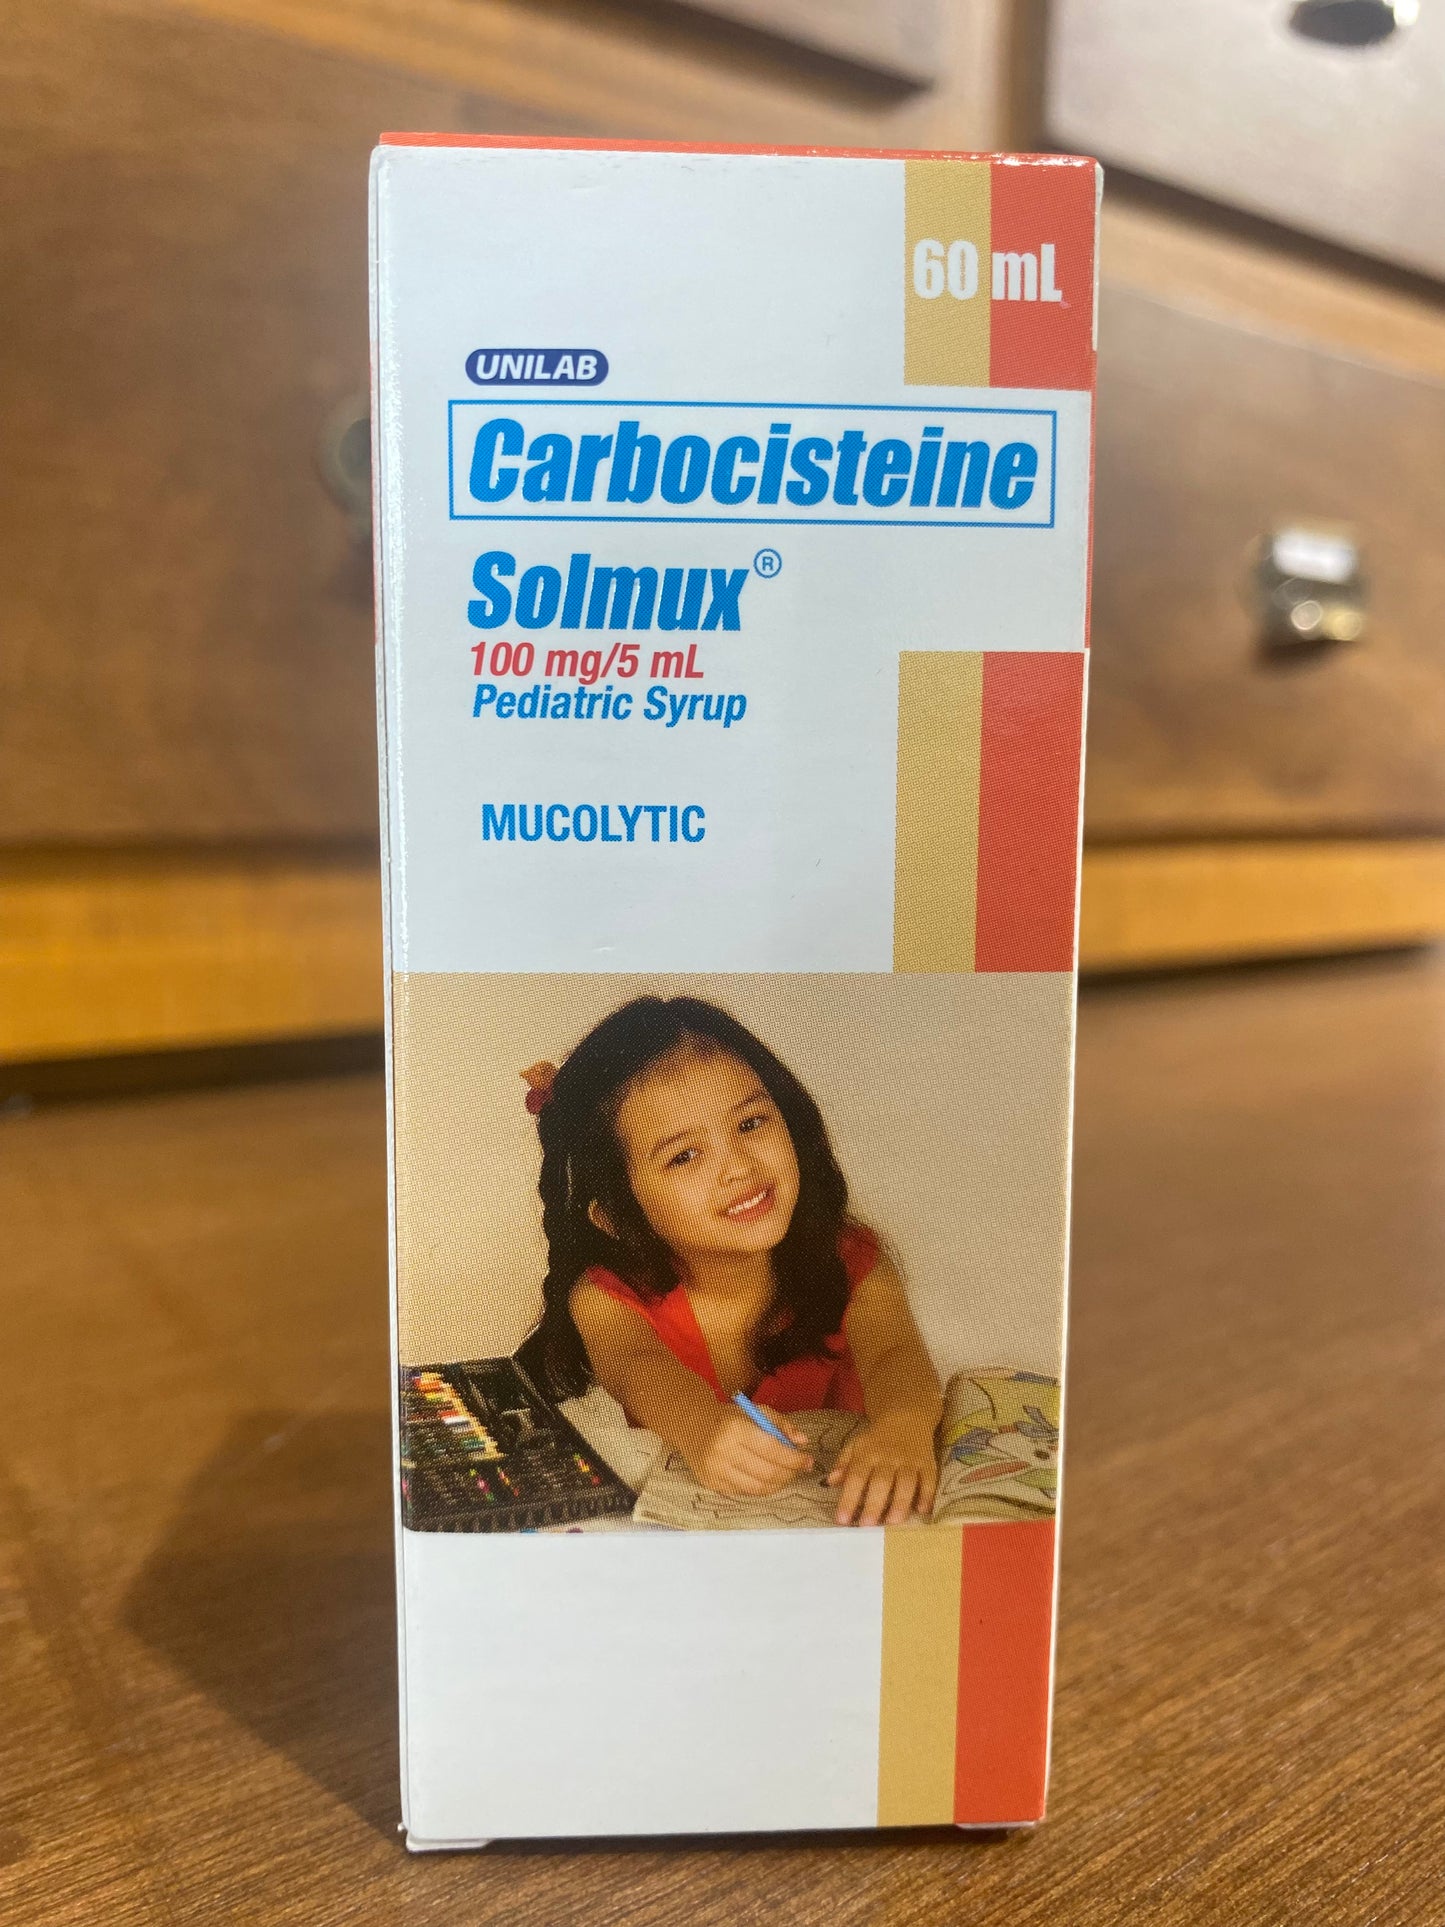 60 mL
UNILAB
Carbocisteine
Solmux®
100 mg/5 mL
Pediatric Syrup
MUCOLYTIC